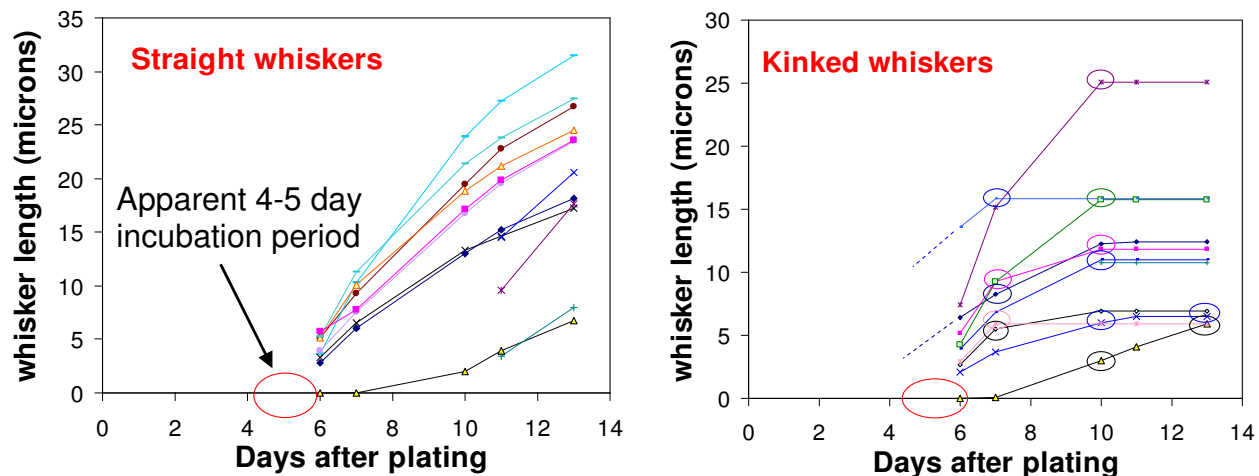 35
30
25
20
15
10
5
0
whisker length (microns)
Straight whiskers
Apparent 4-5 day
incubation period
0 2 4 6 8 10 12 14
Days after plating
30
25
20
15
10
5
0
whisker length (microns)
Kinked whiskers
0 2 4 6 8 10 12 14
Days after plating